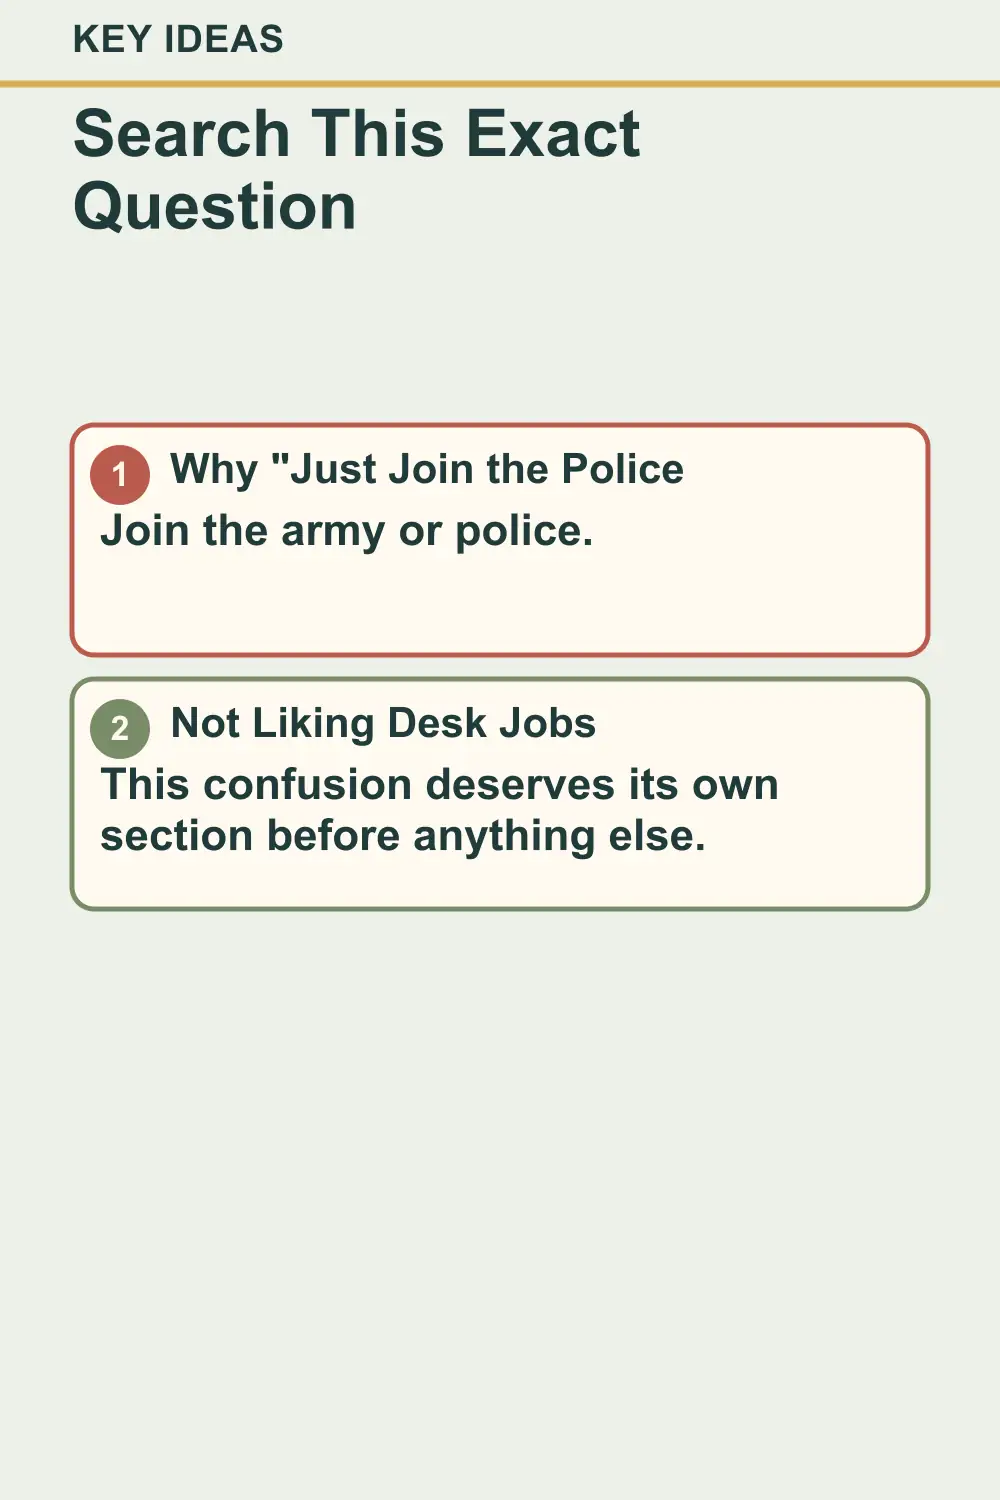 KEY IDEAS
Search This Exact
Question
1 Why "Just Join the Police
Join the army or police.
2 Not Liking Desk Jobs
This confusion deserves its own
section before anything else.